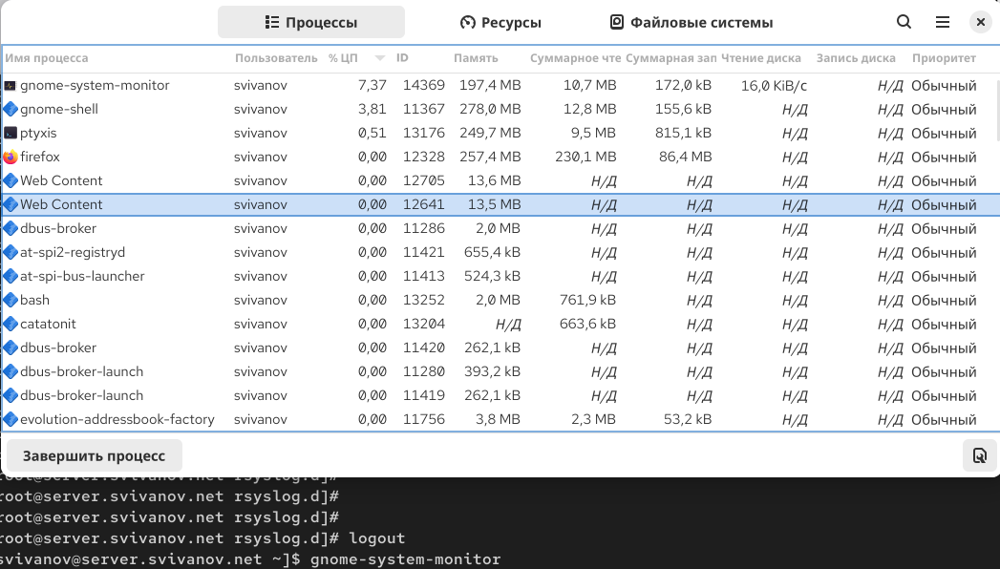 Процессы Ресурсы Файловые системы
Имя процесса Пользователь % ЦП ID Память Суммарное чте Суммарная зап Чтение диска Запись диска Приоритет
gnome-system-monitor svivanov 7,37 14369 197,4 MB 10,7 MB 172,0 kB 16,0 KiB/c Н/Д Обычный
gnome-shell svivanov 3,81 11367 278,0 MB 12,8 MB 155,6 kB Н/Д Н/Д Обычный
ptyxis svivanov 0,51 13176 249,7 MB 9,5 MB 815,1 kB Н/Д Н/Д Обычный
firefox svivanov 0,00 12328 257,4 MB 230,1 MB 86,4 MB Н/Д Н/Д Обычный
Web Content svivanov 0,00 12705 13,6 MB Н/Д Н/Д Н/Д Н/Д Обычный
Web Content svivanov 0,00 12641 13,5 MB Н/Д Н/Д Н/Д Н/Д Обычный
dbus-broker svivanov 0,00 11286 2,0 MB Н/Д Н/Д Н/Д Н/Д Обычный
at-spi2-registryd svivanov 0,00 11421 655,4 kB Н/Д Н/Д Н/Д Н/Д Обычный
at-spi-bus-launcher svivanov 0,00 11413 524,3 kB Н/Д Н/Д Н/Д Н/Д Обычный
bash svivanov 0,00 13252 2,0 MB 761,9 kB Н/Д Н/Д Н/Д Обычный
catatonit svivanov 0,00 13204 Н/Д 663,6 kB Н/Д Н/Д Н/Д Обычный
dbus-broker svivanov 0,00 11420 262,1 kB Н/Д Н/Д Н/Д Н/Д Обычный
dbus-broker-launch svivanov 0,00 11280 393,2 kB Н/Д Н/Д Н/Д Н/Д Обычный
dbus-broker-launch svivanov 0,00 11419 262,1 kB Н/Д Н/Д Н/Д Н/Д Обычный
evolution-addressbook-factory svivanov 0,00 11756 3,8 MB 2,3 MB 53,2 kB Н/Д Н/Д Обычный
Завершить процесс
root@server.svivanov.net rsyslog.d]#
root@server.svivanov.net rsyslog.d]#
root@server.svivanov.net rsyslog.d]#
root@server.svivanov.net rsyslog.d]# logout
svivanov@server.svivanov.net ~]$ gnome-system-monitor